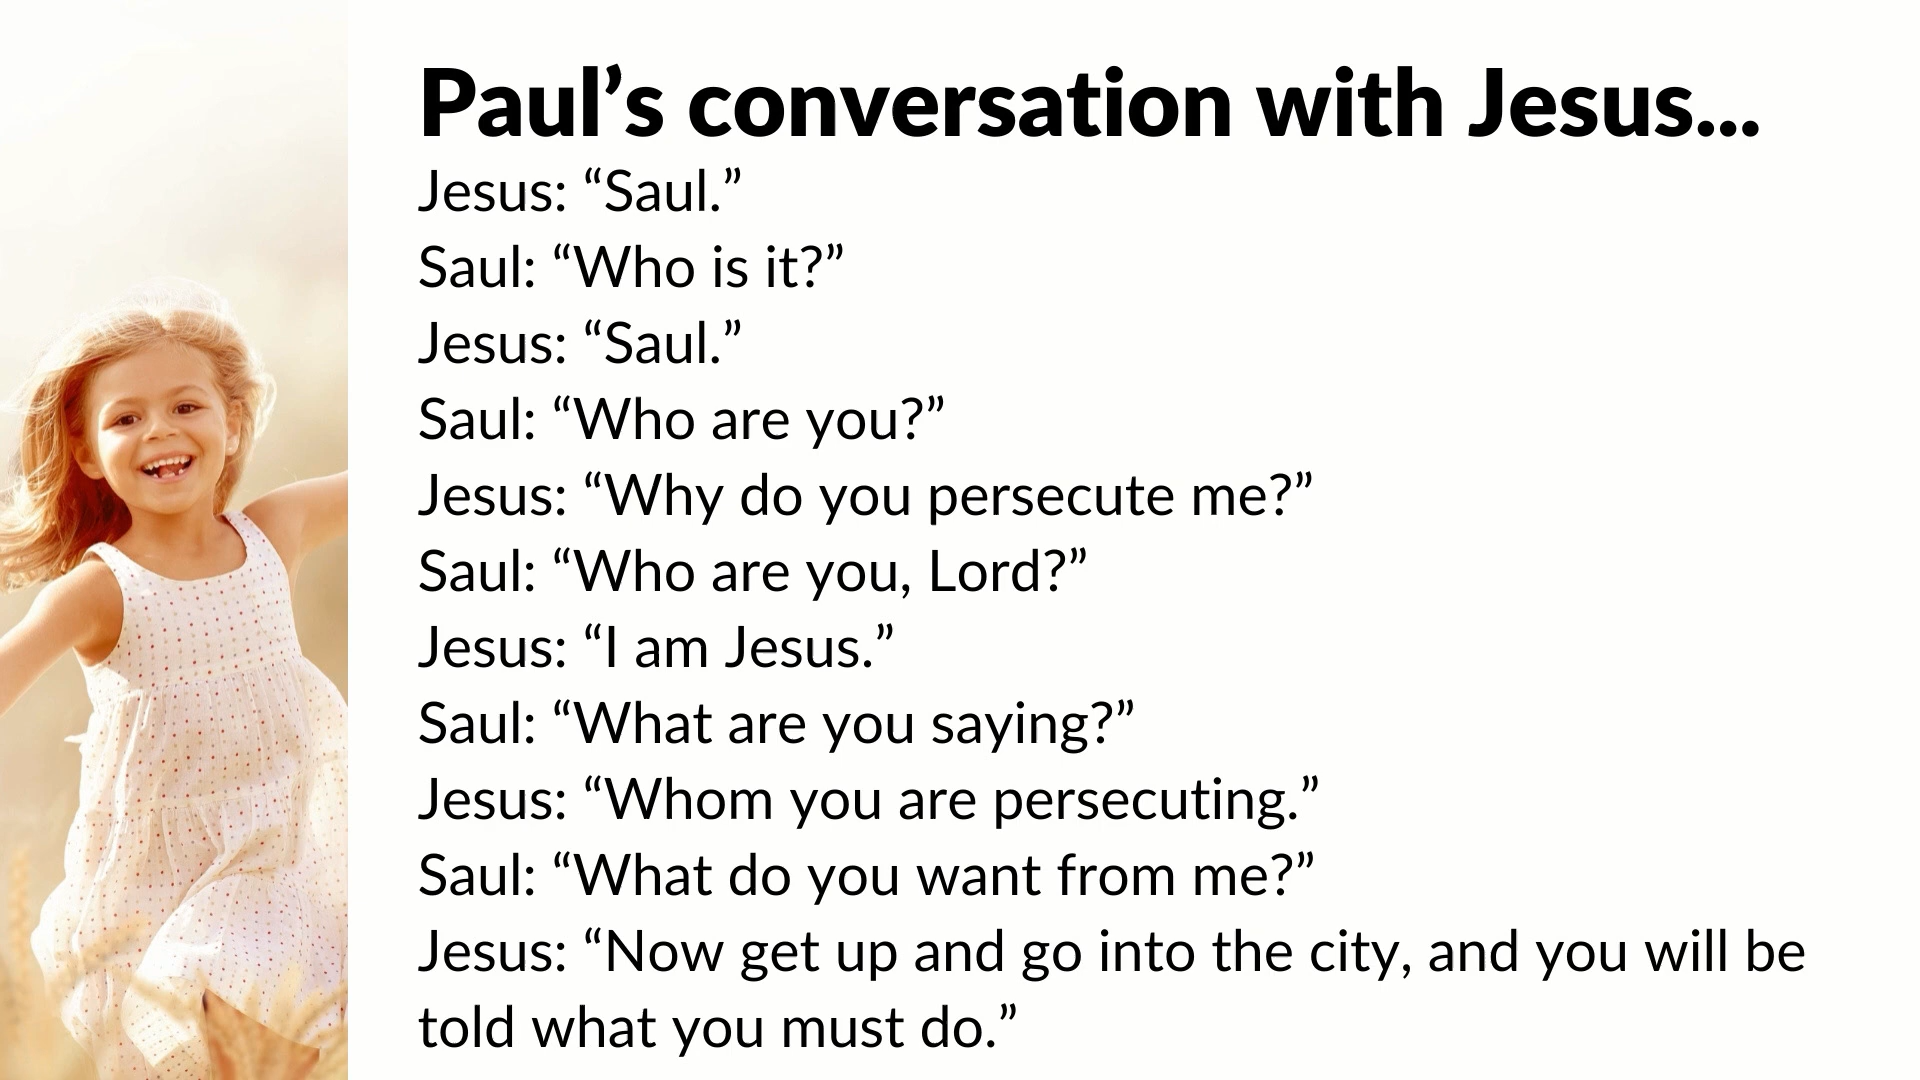 Paul’s conversation with Jesus...
Jesus: “Saul.”
Saul: “Who is it?”
Jesus: “Saul.”
Saul: “Who are you?”
Jesus: “Why do you persecute me?”
Saul: “Who are you, Lord?”
Jesus: “I am Jesus.”
Saul: “What are you saying?”
Jesus: “Whom you are persecuting.”
Saul: “What do you want from me?”
Jesus: “Now get up and go into the city, and you will be
told what you must do.”